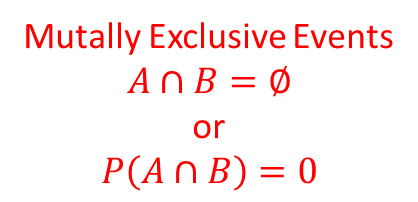 Mutally Exclusive Events
A ∩ B = ∅
or
P(A ∩ B) = 0